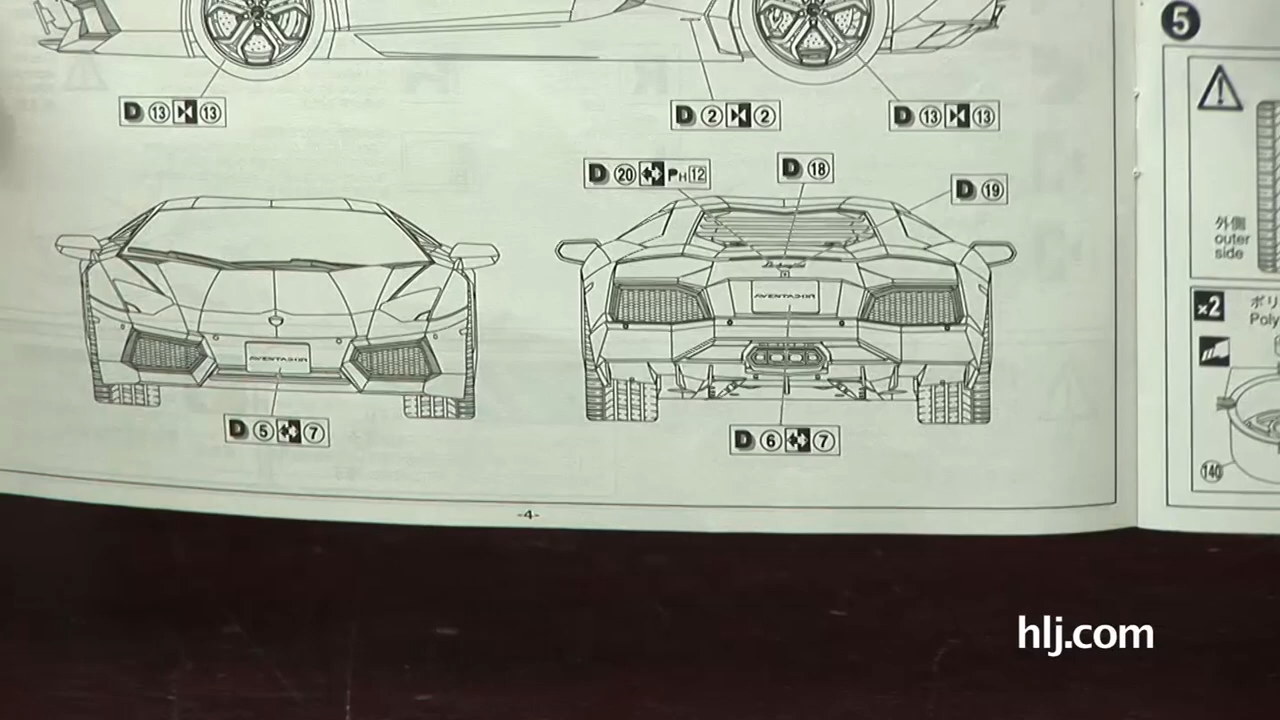 5
D 13 13
D 2 2
D 13 13
D 20 PH 12
D 18
D 19
外側
outer
side
Lamborghini
AVENTADOR
AVENTADOR
×2
ポリ
Poly
D 5 7
D 6 7
140
-4-
hlj.com